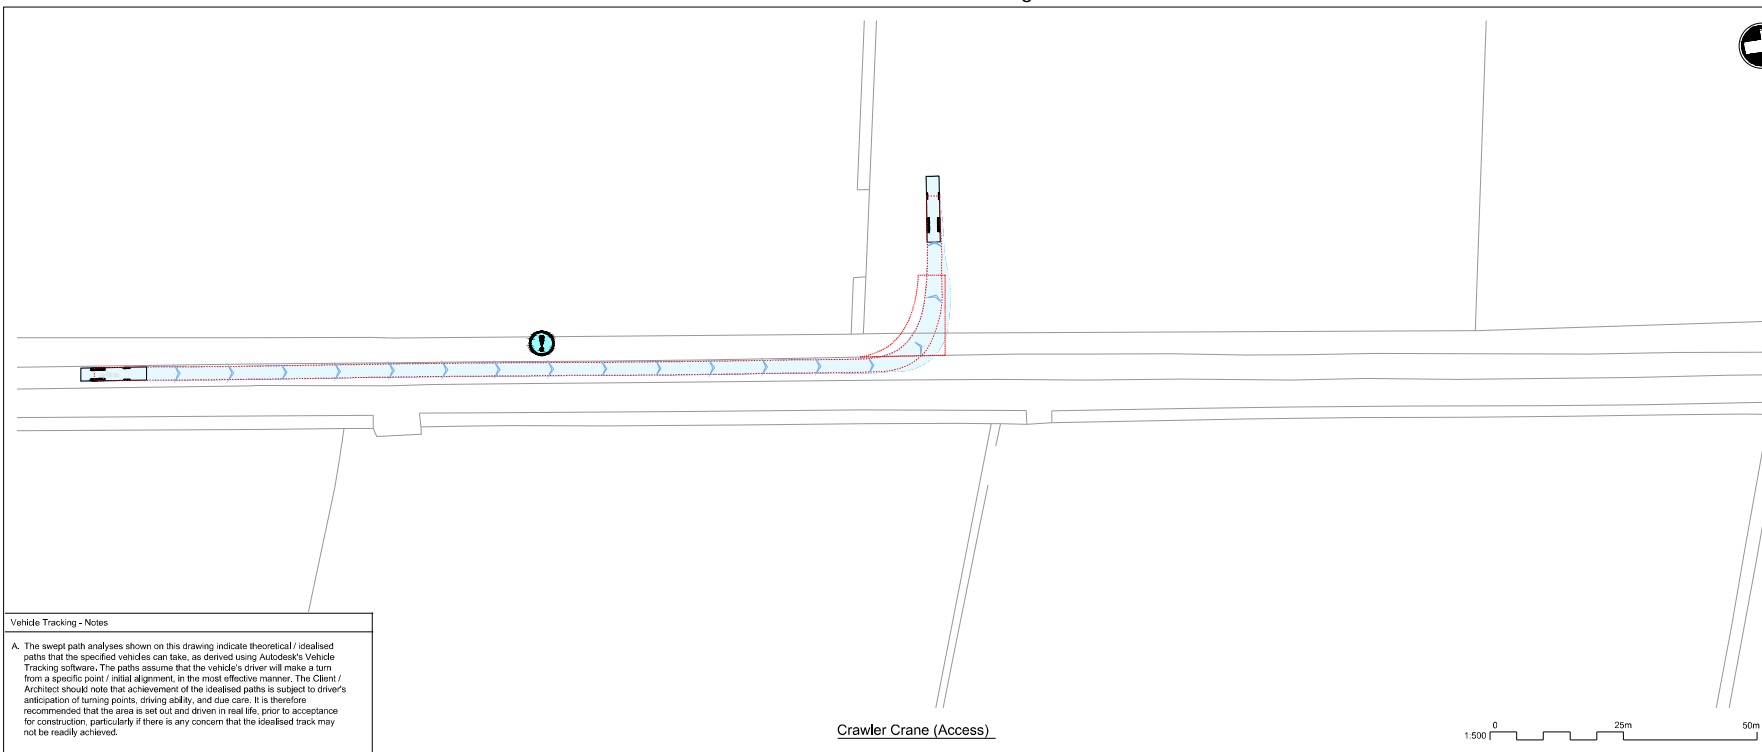 Vehicle Tracking - Notes
A. The swept path analyses shown on this drawing indicate theoretical / idealised
paths that the specified vehicles can take, as derived using Autodesk's Vehicle
Tracking software. The paths assume that the vehicle's driver will make a turn
from a specific point / initial alignment, in the most effective manner. The Client /
Architect should note that achievement of the idealised paths is subject to driver's
anticipation of turning points, driving ability, and due care. It is therefore
recommended that the area is set out and driven in real life, prior to acceptance
for construction, particularly if there is any concern that the idealised track may
not be readily achieved.
Crawler Crane (Access)
0 25m 50m
1:500